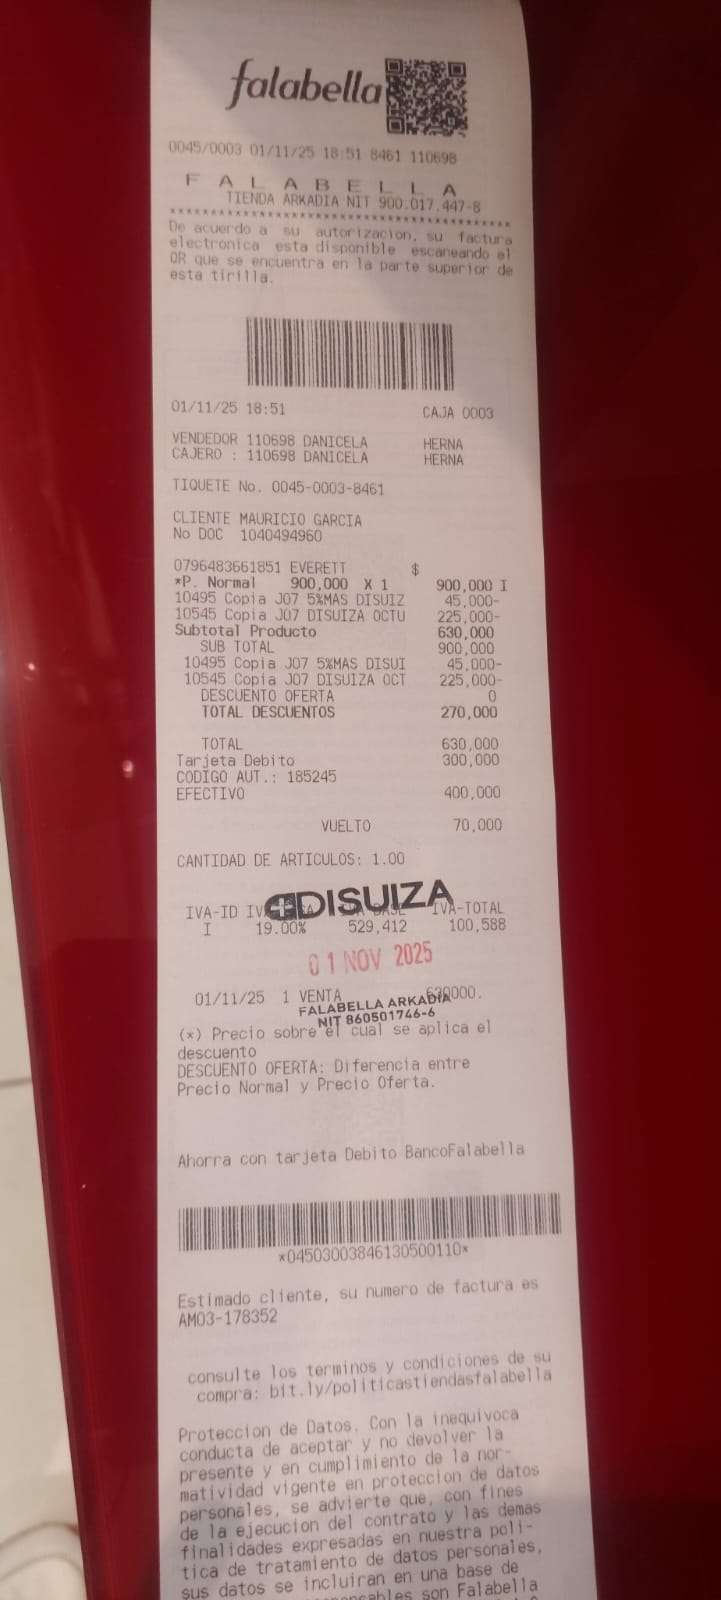 falabella
0045/0003 01/11/25 18:51 8461 110698
F A L A B E L L A
TIENDA ARKADIA NIT 900.017.447-8
****************************************
De acuerdo a su autorizacion, su factura
electronica esta disponible escaneando el
QR que se encuentra en la parte superior de
esta tirilla.
01/11/25 18:51 CAJA 0003
VENDEDOR 110698 DANICELA HERNA
CAJERO : 110698 DANICELA HERNA
TIQUETE No. 0045-0003-8461
CLIENTE MAURICIO GARCIA
No DOC 1040494960
0796483661851 EVERETT $
*P. Normal 900,000 X 1 900,000 I
10495 Copia J07 5%MAS DISUIZ 45,000-
10545 Copia J07 DISUIZA OCTU 225,000-
Subtotal Producto 630,000
SUB TOTAL 900,000
10495 Copia J07 5%MAS DISUI 45,000-
10545 Copia J07 DISUIZA OCT 225,000-
DESCUENTO OFERTA 0
TOTAL DESCUENTOS 270,000
TOTAL 630,000
Tarjeta Debito 300,000
CODIGO AUT.: 185245
EFECTIVO 400,000
VUELTO 70,000
CANTIDAD DE ARTICULOS: 1.00
DISUIZA
IVA-ID IVA-TOTAL
I 19.00% 529,412 100,588
01 NOV 2025
01/11/25 1 VENTA
FALABELLA ARKADIA
NIT 860501746-6
(*) Precio sobre el cual se aplica el
descuento
DESCUENTO OFERTA: Diferencia entre
Precio Normal y Precio Oferta.
Ahorra con tarjeta Debito BancoFalabella
*04503003846130500110*
Estimado cliente, su numero de factura es
AM03-178352
consulte los terminos y condiciones de su
compra: bit.ly/politicastiendasfalabella
Proteccion de Datos. Con la inequivoca
conducta de aceptar y no devolver la
presente y en cumplimiento de la nor-
matividad vigente en proteccion de datos
personales, se advierte que, con fines
de la ejecucion del contrato y las demas
finalidades expresadas en nuestra poli-
tica de tratamiento de datos personales,
sus datos se incluiran en una base de
son Falabella